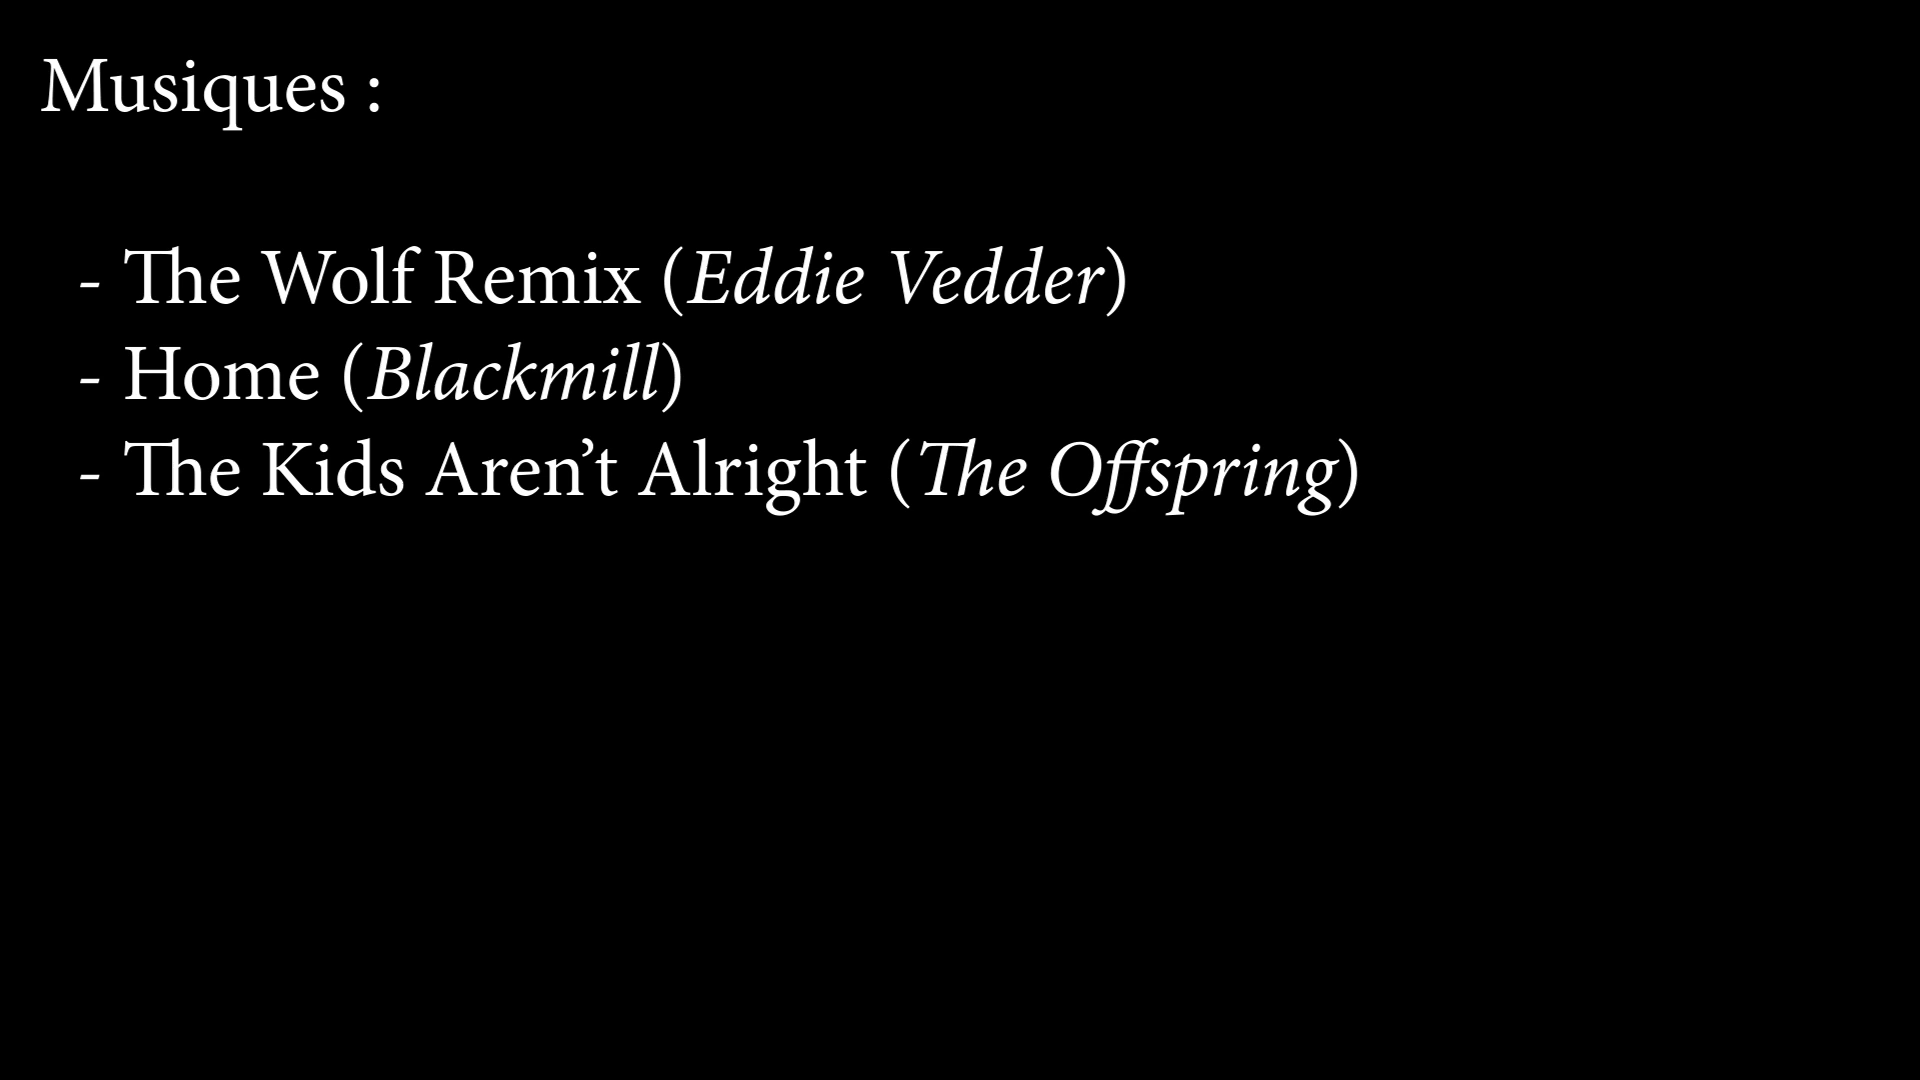 Musiques :
- The Wolf Remix (Eddie Vedder)
- Home (Blackmill)
- The Kids Aren’t Alright (The Offspring)